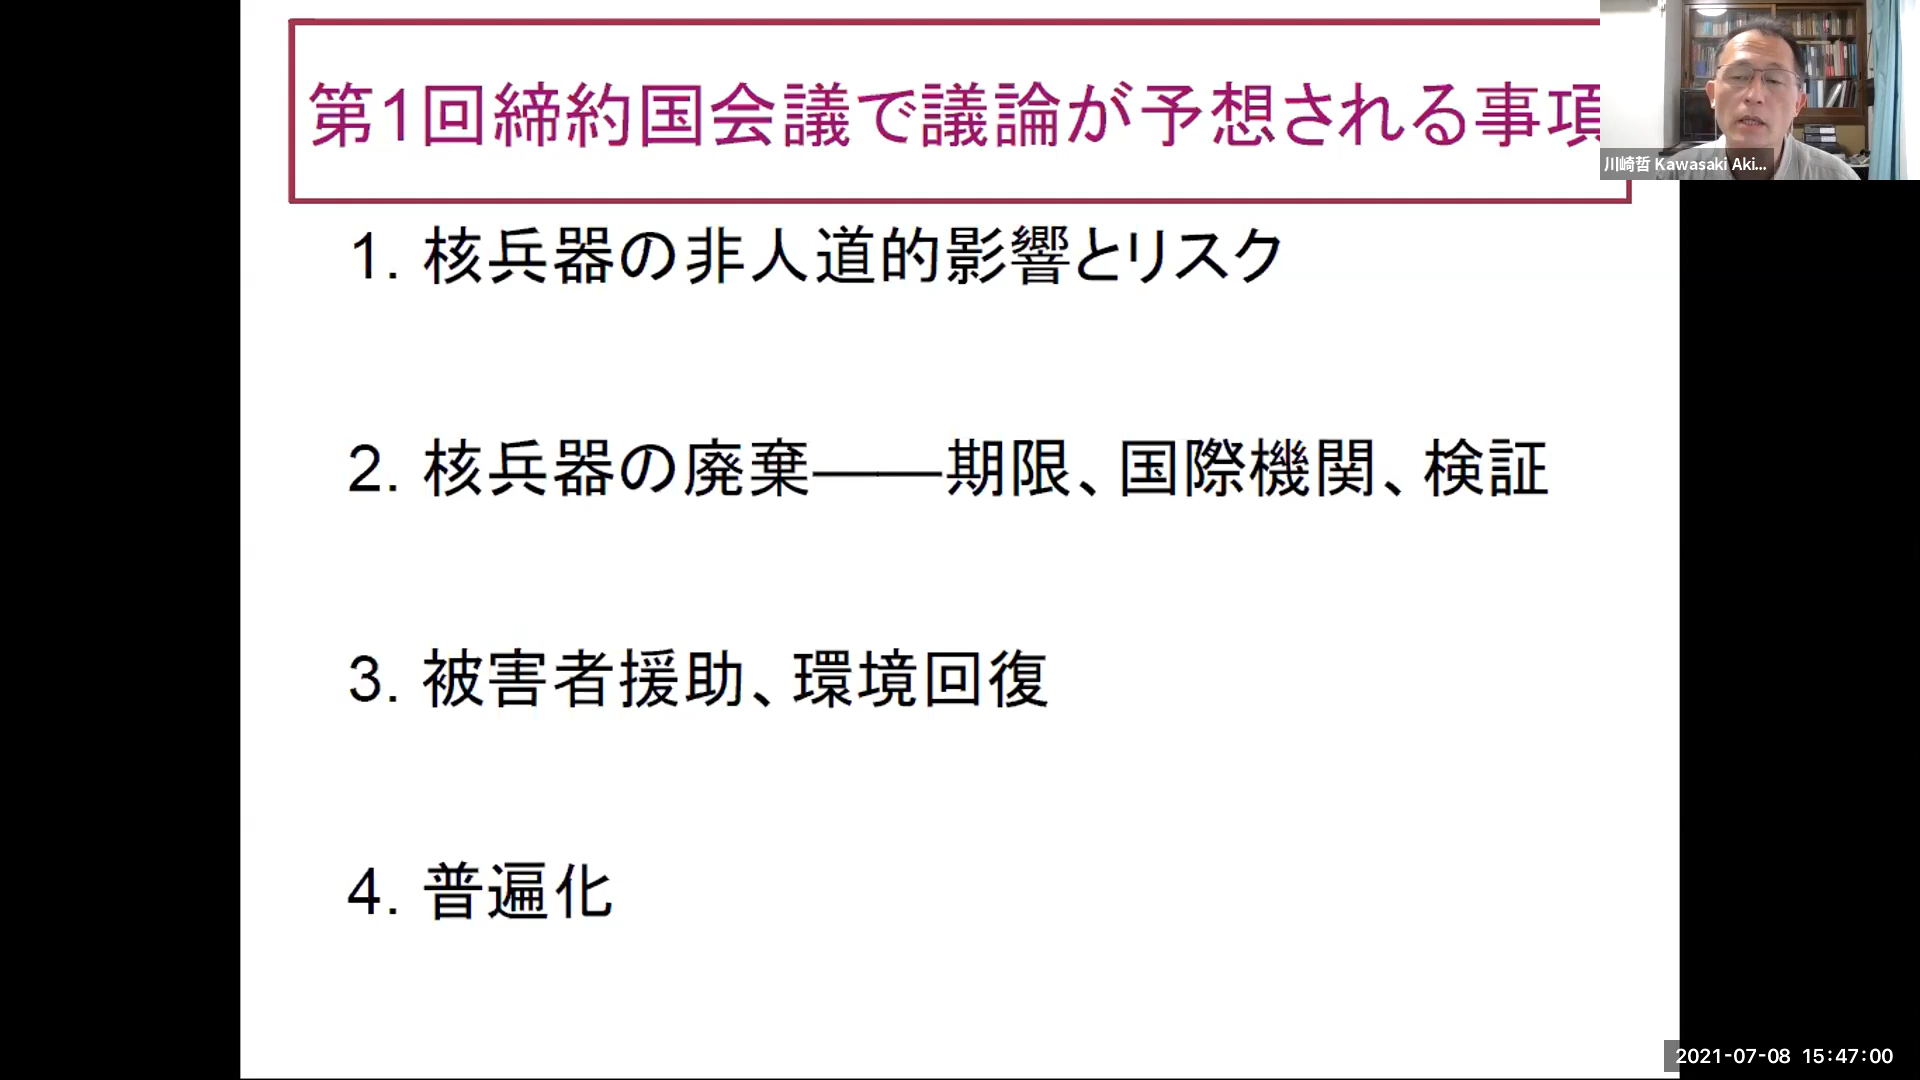 第1回締約国会議で議論が予想される事項
川崎哲 Kawasaki Aki...
1. 核兵器の非人道的影響とリスク
2. 核兵器の廃棄――期限、国際機関、検証
3. 被害者援助、環境回復
4. 普遍化
2021-07-08 15:47:00